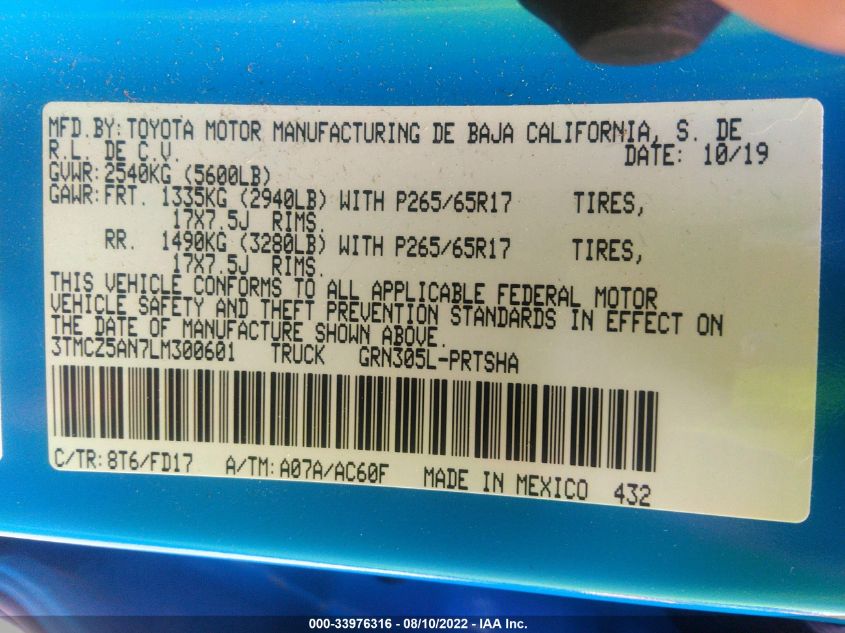 MFD.BY: TOYOTA MOTOR MANUFACTURING DE BAJA CALIFORNIA, S. DE
R.L. DE C.V. DATE: 10/19
GVWR: 2540KG (5600LB)
GAWR: FRT. 1335KG (2940LB) WITH P265/65R17 TIRES,
17X7.5J RIMS.
RR. 1490KG (3280LB) WITH P265/65R17 TIRES,
17X7.5J RIMS.
THIS VEHICLE CONFORMS TO ALL APPLICABLE FEDERAL MOTOR
VEHICLE SAFETY AND THEFT PREVENTION STANDARDS IN EFFECT ON
THE DATE OF MANUFACTURE SHOWN ABOVE.
3TMCZ5AN7LM300601 TRUCK GRN305L-PRTSHA
C/TR: 8T6/FD17 A/TM: A07A/AC60F MADE IN MEXICO 432
000-33976316 - 08/10/2022 - IAA Inc.